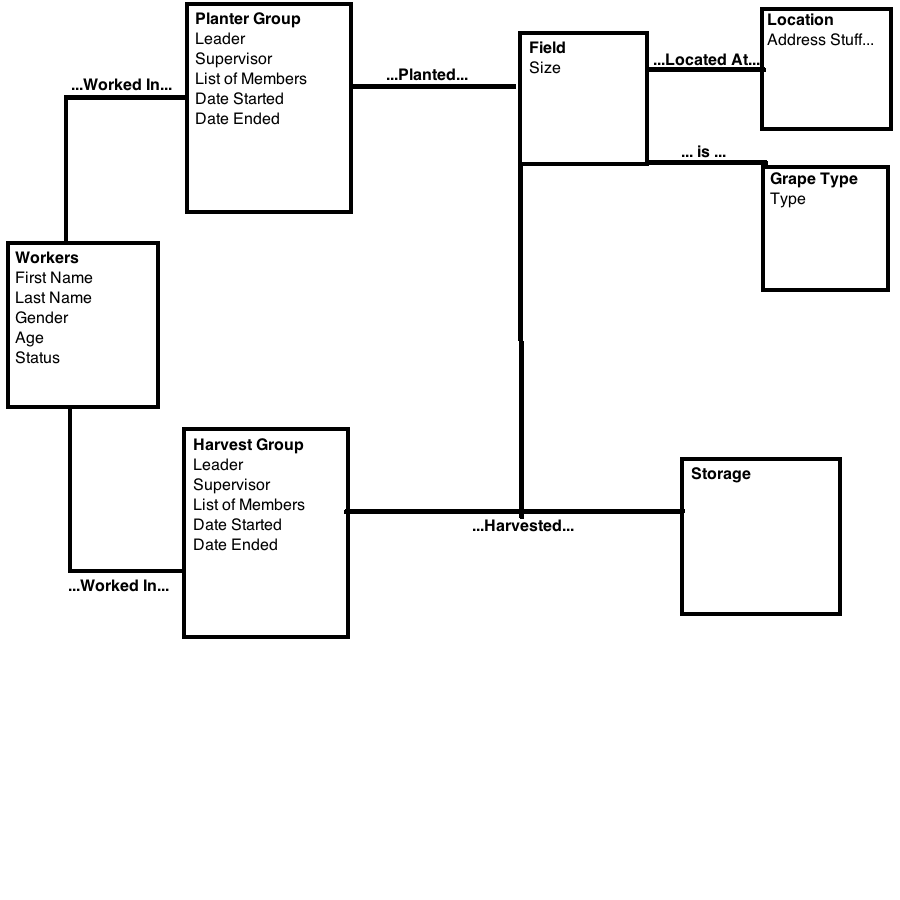 Planter Group
Leader
Supervisor
List of Members
Date Started
Date Ended
...Worked In...
...Planted...
Field
Size
...Located At...
Location
Address Stuff...
... is ...
Grape Type
Type
Workers
First Name
Last Name
Gender
Age
Status
Harvest Group
Leader
Supervisor
List of Members
Date Started
Date Ended
...Worked In...
...Harvested...
Storage